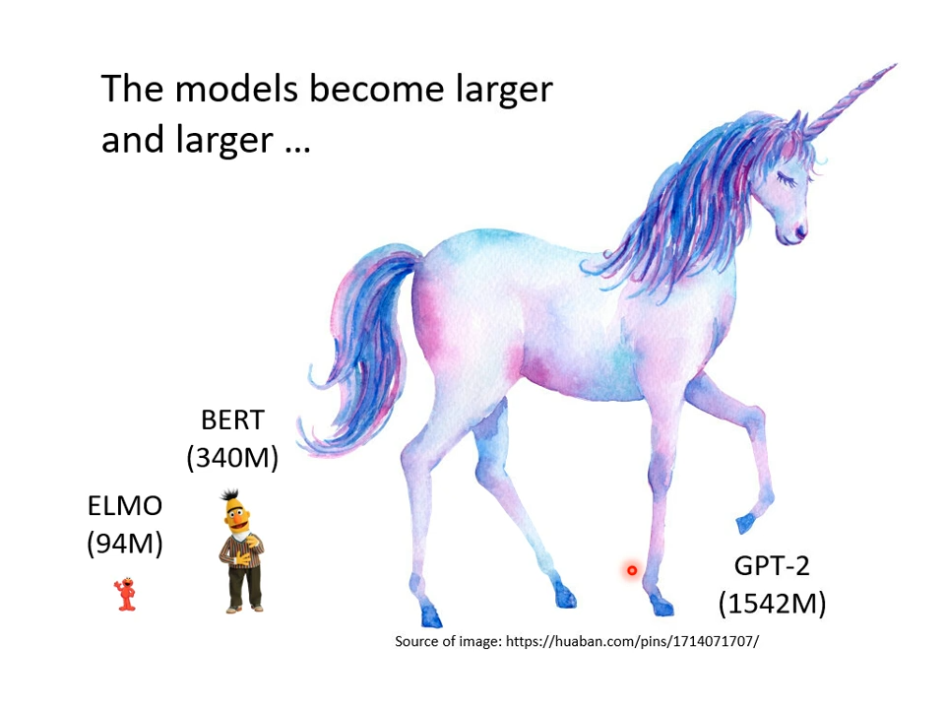 The models become larger
and larger ...
BERT
(340M)
ELMO
(94M)
GPT-2
(1542M)
Source of image: https://huaban.com/pins/1714071707/